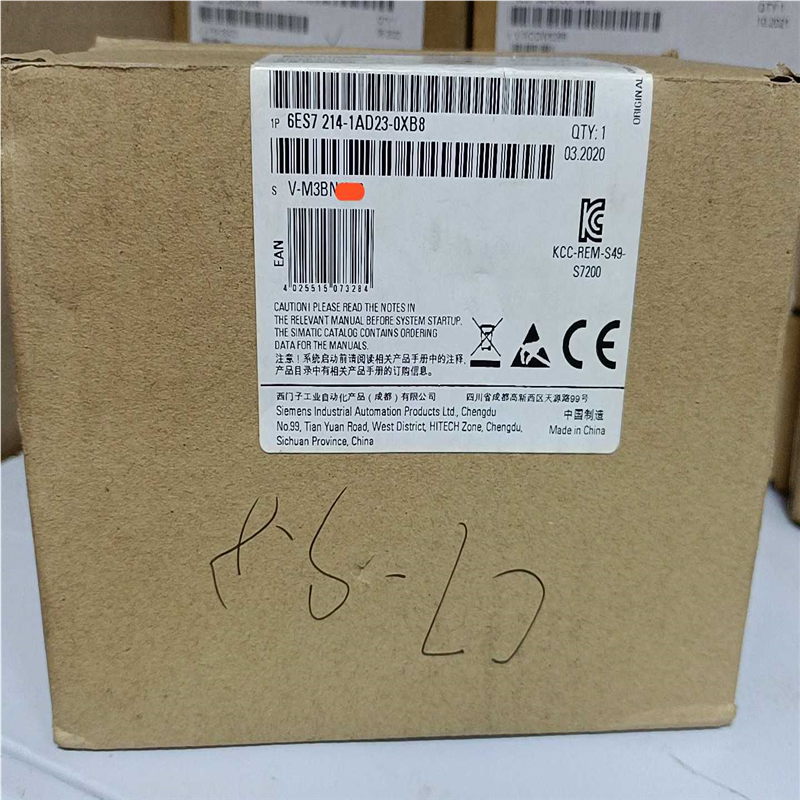 QTY:1
10.2021
ORIGINAL
1P 6ES7 214-1AD23-0XB8
QTY: 1
03.2020
S V-M3BN
KCC-REM-S49-
S7200
EAN
4 025515 073284
CAUTION! PLEASE READ THE NOTES IN
THE RELEVANT MANUAL BEFORE SYSTEM STARTUP.
THE SIMATIC CATALOG CONTAINS ORDERING
DATA FOR THE MANUALS.
注意！系统启动前请阅读相关产品手册中的注释，
产品目录中有相关产品手册的订购信息。
CE
西门子工业自动化产品（成都）有限公司 四川省成都高新西区天源路99号
Siemens Industrial Automation Products Ltd., Chengdu
中国制造
No.99, Tian Yuan Road, West District, HITECH Zone, Chengdu,
Made in China
Sichuan Province, China